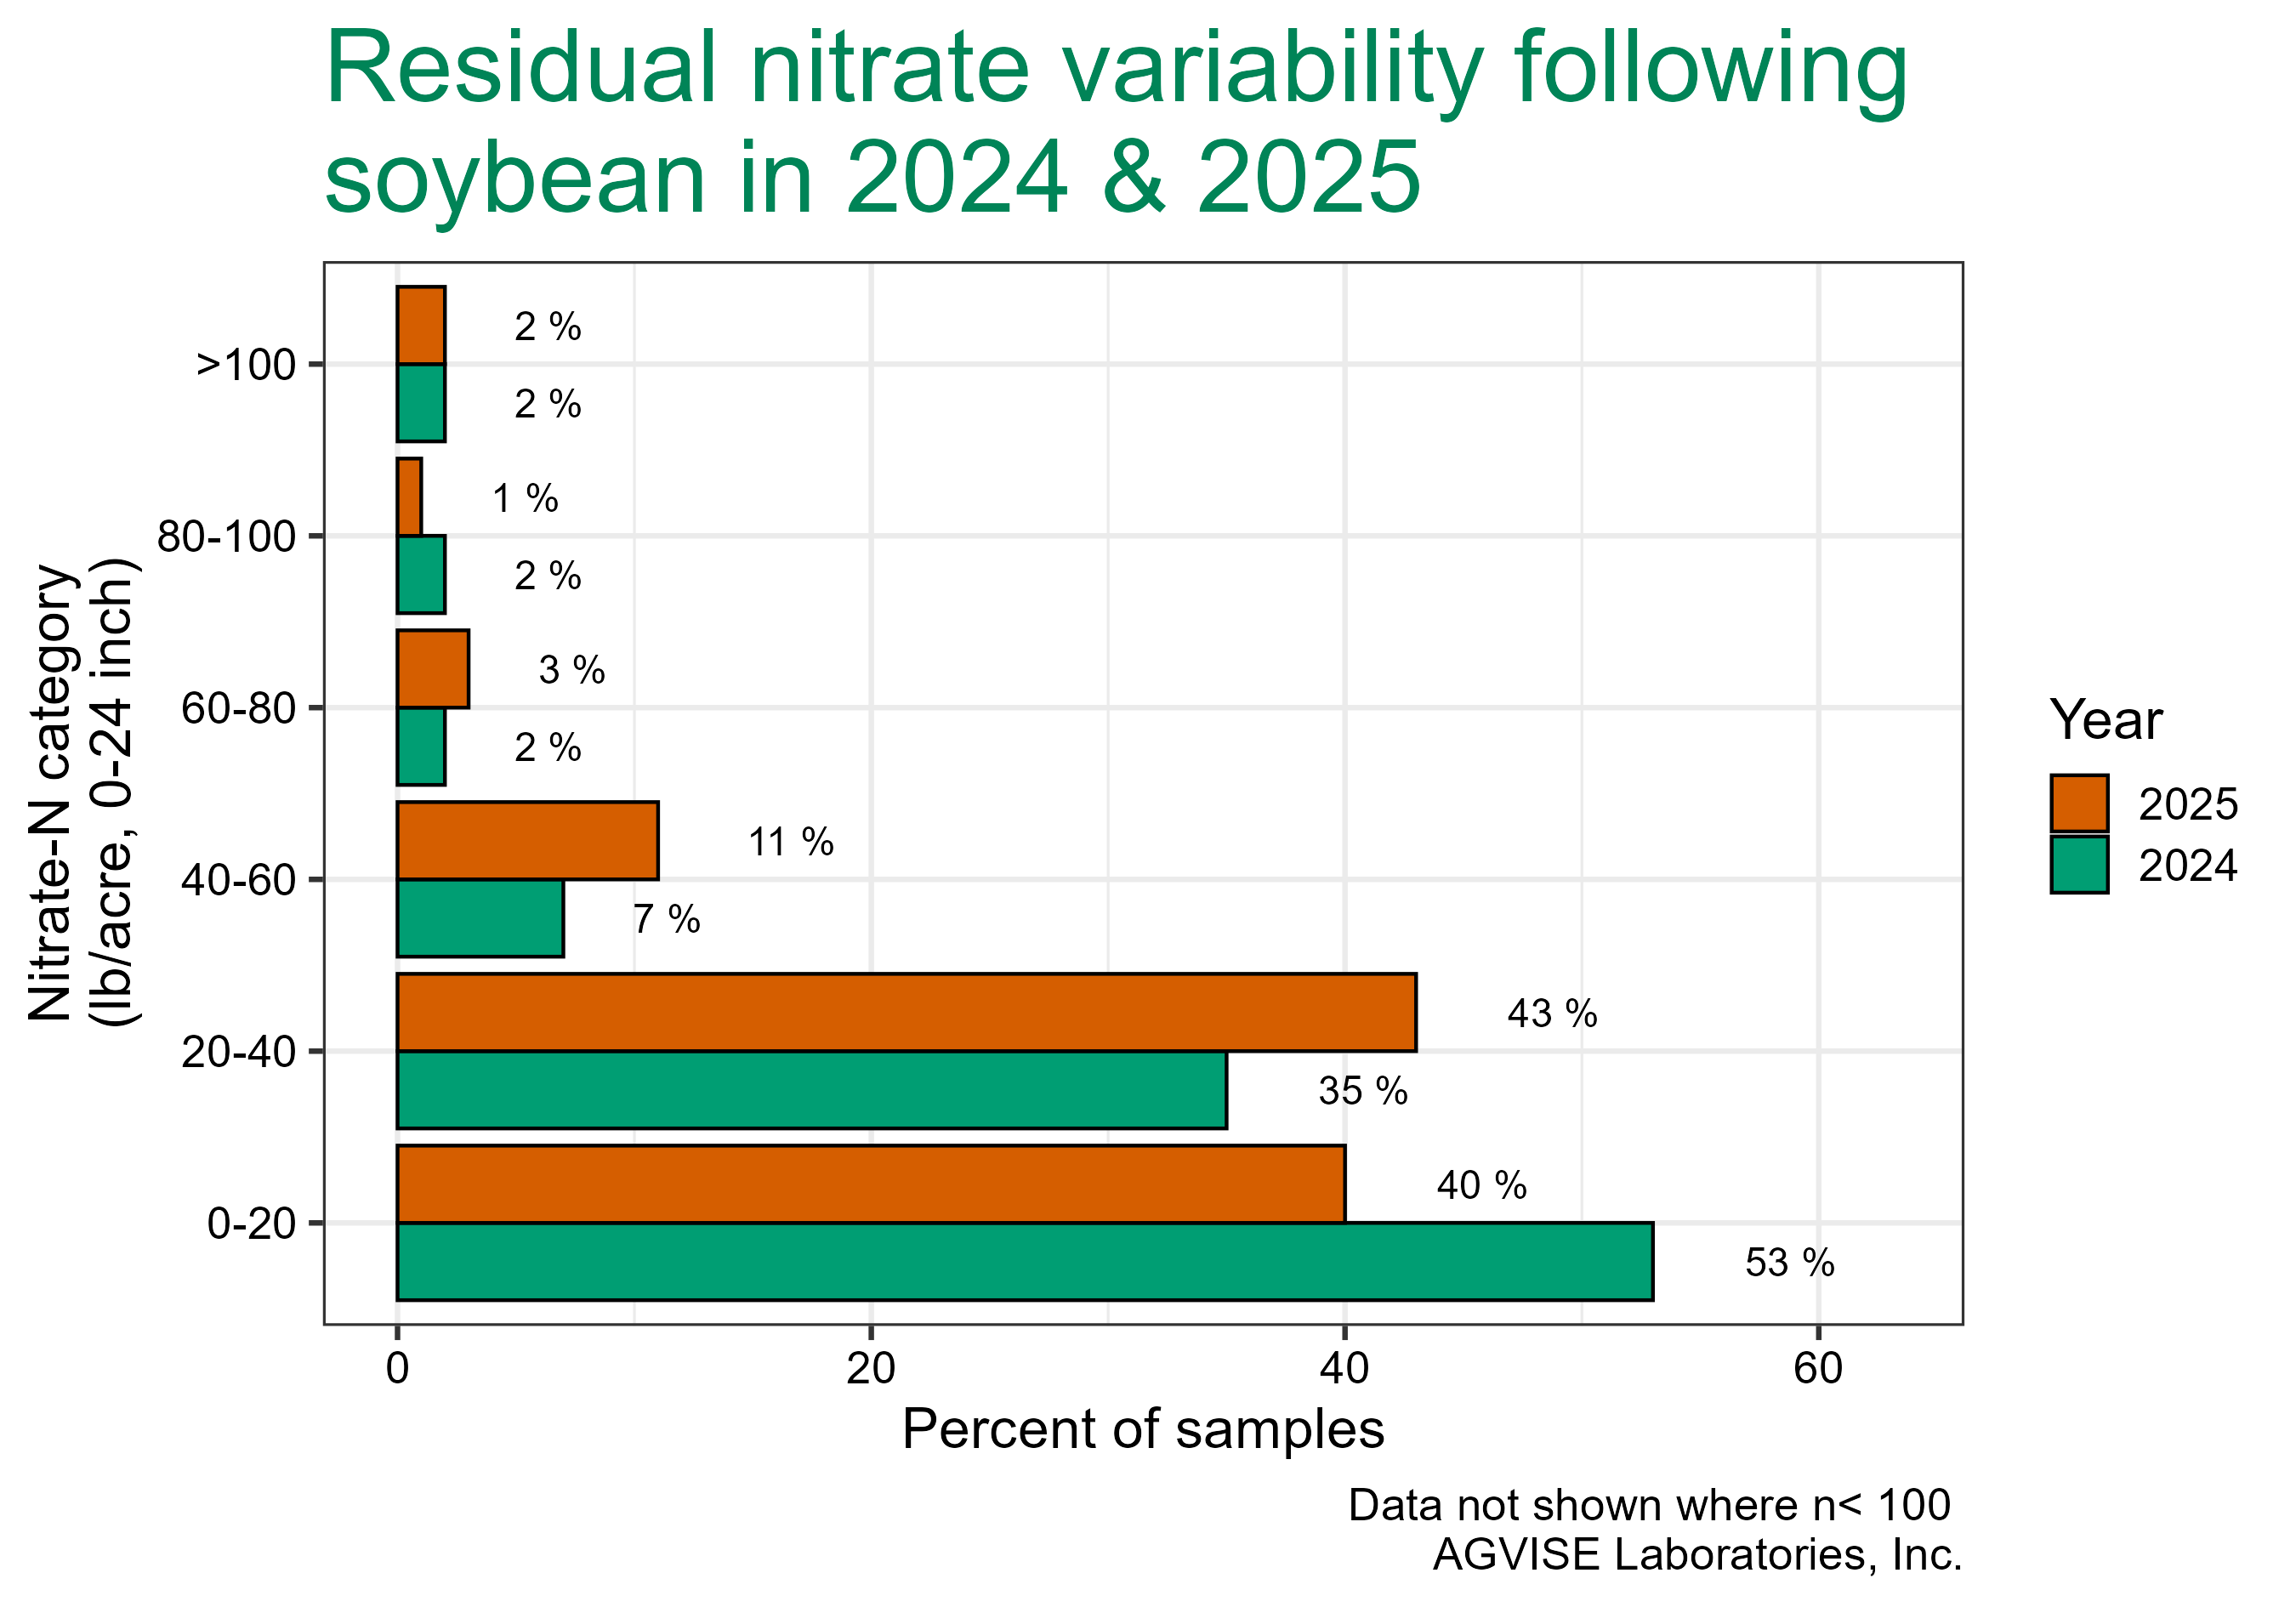 Residual nitrate variability following
soybean in 2024 & 2025
Nitrate-N category
(lb/acre, 0-24 inch)
>100
2 %
2 %
80-100
1 %
2 %
60-80
3 %
2 %
40-60
11 %
7 %
20-40
43 %
35 %
0-20
40 %
53 %
0 20 40 60
Percent of samples
Year
2025
2024
Data not shown where n< 100
AGVISE Laboratories, Inc.